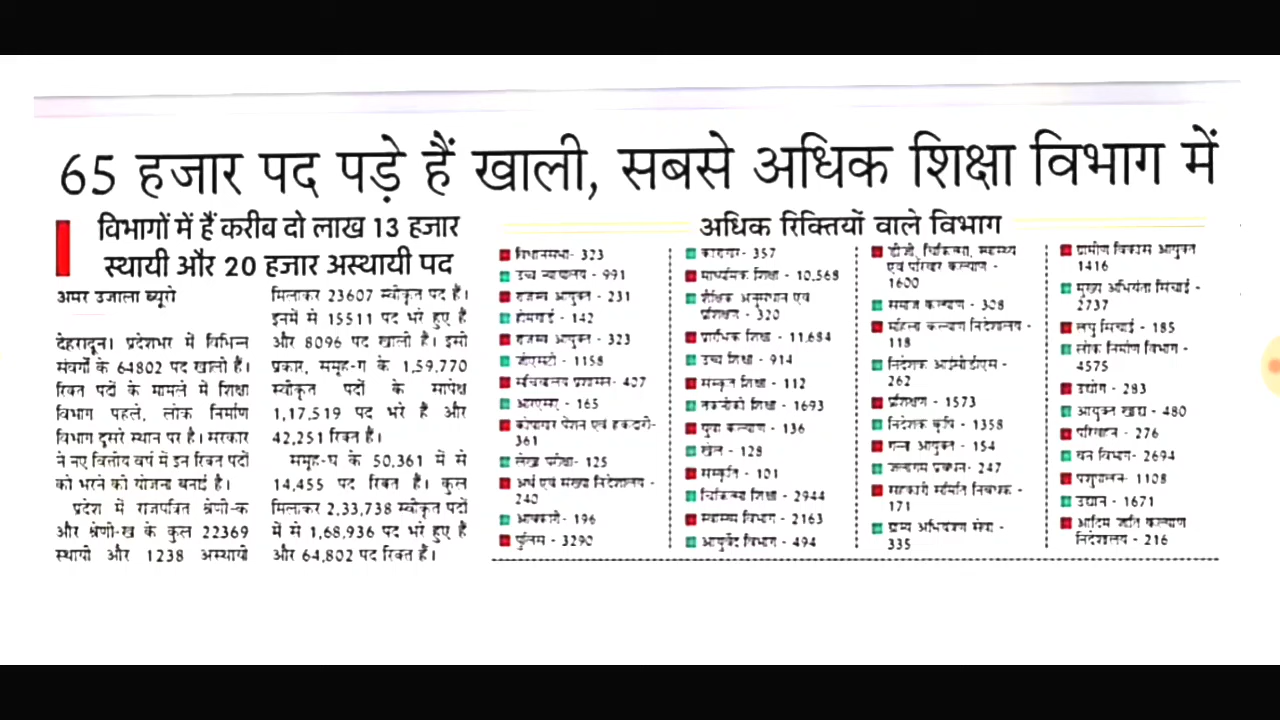 65 हजार पद पड़े हैं खाली, सबसे अधिक शिक्षा विभाग में
विभागों में हैं करीब दो लाख 13 हजार
स्थायी और 20 हजार अस्थायी पद
अमर उजाला ब्यूरो
देहरादून। प्रदेशभर में विभिन्न
संवर्गों के 64802 पद खाली हैं।
रिक्त पदों के मामले में शिक्षा
विभाग पहले, लोक निर्माण
विभाग दूसरे स्थान पर है। सरकार
ने नए वित्तीय वर्ष में इन रिक्त पदों
को भरने की योजना बनाई है।
प्रदेश में राजपत्रित श्रेणी-क
और श्रेणी-ख के कुल 22369
स्थायी और 1238 अस्थायी
मिलाकर 23607 स्वीकृत पद हैं।
इनमें से 15511 पद भरे हुए हैं
और 8096 पद खाली हैं। इसी
प्रकार, समूह-ग के 1,59,770
स्वीकृत पदों के सापेक्ष
1,17,519 पद भरे हैं और
42,251 रिक्त हैं।
समूह-घ के 50,361 में से
14,455 पद रिक्त हैं। कुल
मिलाकर 2,33,738 स्वीकृत पदों
में से 1,68,936 पद भरे हुए हैं
और 64,802 पद रिक्त हैं।
अधिक रिक्तियों वाले विभाग
विधानसभा- 323
उच्च न्यायालय - 991
राजस्व आयुक्त - 231
होमगार्ड - 142
राजस्व आयुक्त - 323
जीएसटी - 1158
सचिवालय प्रशासन- 407
165
कोषागार पेंशन एवं हकदारी-
361
लेखा परीक्षा- 125
अर्थ एवं संख्या निदेशालय -
240
आबकारी- 196
पुलिस- 3290
कारागार- 357
माध्यमिक शिक्षा - 10,568
शैक्षिक अनुसंधान एवं
प्रशिक्षण - 320
प्रारंभिक शिक्षा - 11,684
उच्च शिक्षा - 914
संस्कृत शिक्षा - 112
तकनीकी शिक्षा - 1693
युवा कल्याण - 136
खेल - 128
संस्कृति - 101
चिकित्सा शिक्षा - 2944
स्वास्थ्य विभाग - 2163
आयुर्वेद विभाग - 494
डीजी, चिकित्सा, स्वास्थ्य
एवं परिवार कल्याण -
1600
समाज कल्याण - 308
महिला कल्याण निदेशालय -
118
निदेशक आईसीडीएस -
262
प्रशिक्षण - 1573
निदेशक कृषि - 1358
गन्ना आयुक्त - 154
जलागम प्रबंधन - 247
सहकारी समिति निबंधक -
171
ग्राम्य अभियंत्रण सेवा -
335
ग्रामीण विकास आयुक्त
1416
मुख्य अभियंता सिंचाई -
2737
लघु सिंचाई - 185
लोक निर्माण विभाग -
4575
उद्योग - 283
आयुक्त खाद्य - 480
परिवहन - 276
वन विभाग- 2694
पशुपालन- 1108
उद्यान - 1671
आदिम जाति कल्याण
निदेशालय - 216